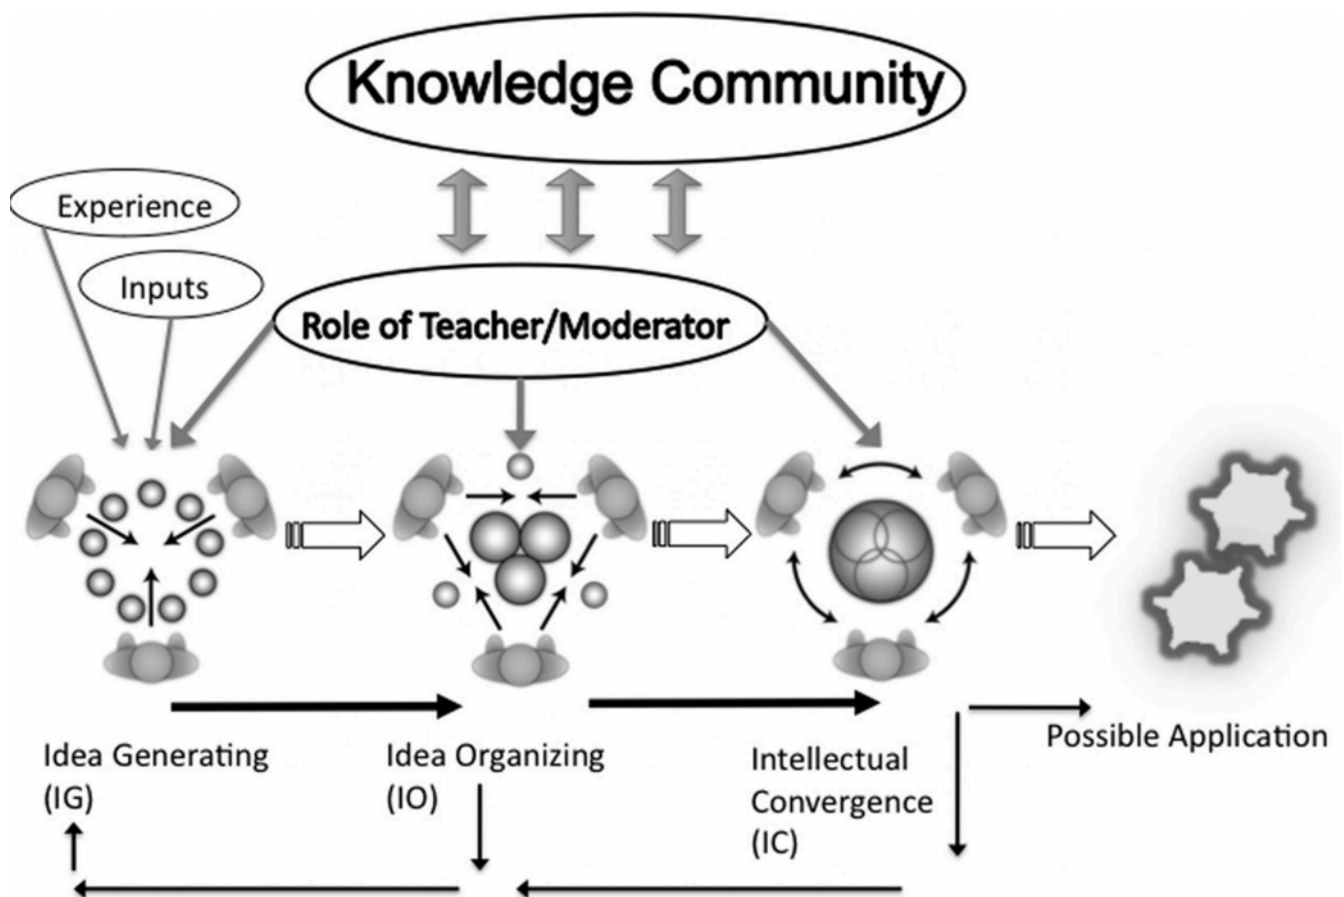 Knowledge Community
Experience
Inputs
Role of Teacher/Moderator
Idea Generating
(IG)
Idea Organizing
(IO)
Intellectual
Convergence
(IC)
Possible Application